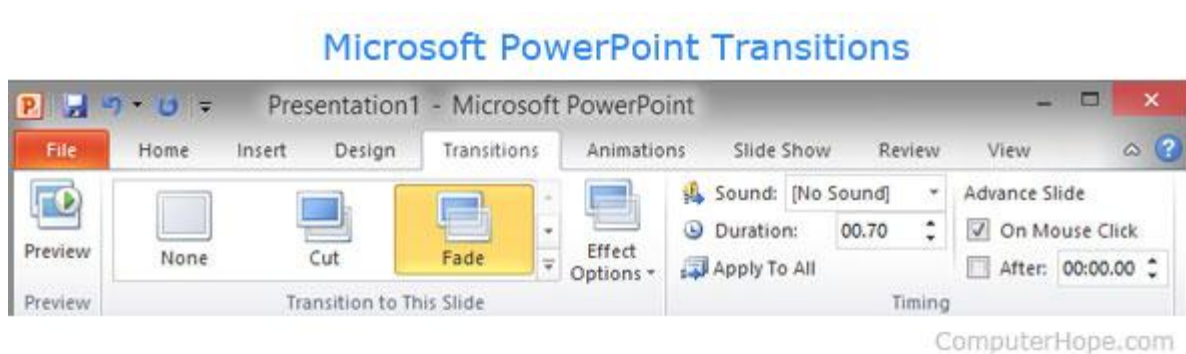 Microsoft PowerPoint Transitions
P Presentation1 - Microsoft PowerPoint
File Home Insert Design Transitions Animations Slide Show Review View ?
Sound: [No Sound] Advance Slide
Duration: 00.70 On Mouse Click
Preview None Cut Fade Effect Options Apply To All After: 00:00.00
Preview Transition to This Slide Timing
ComputerHope.com